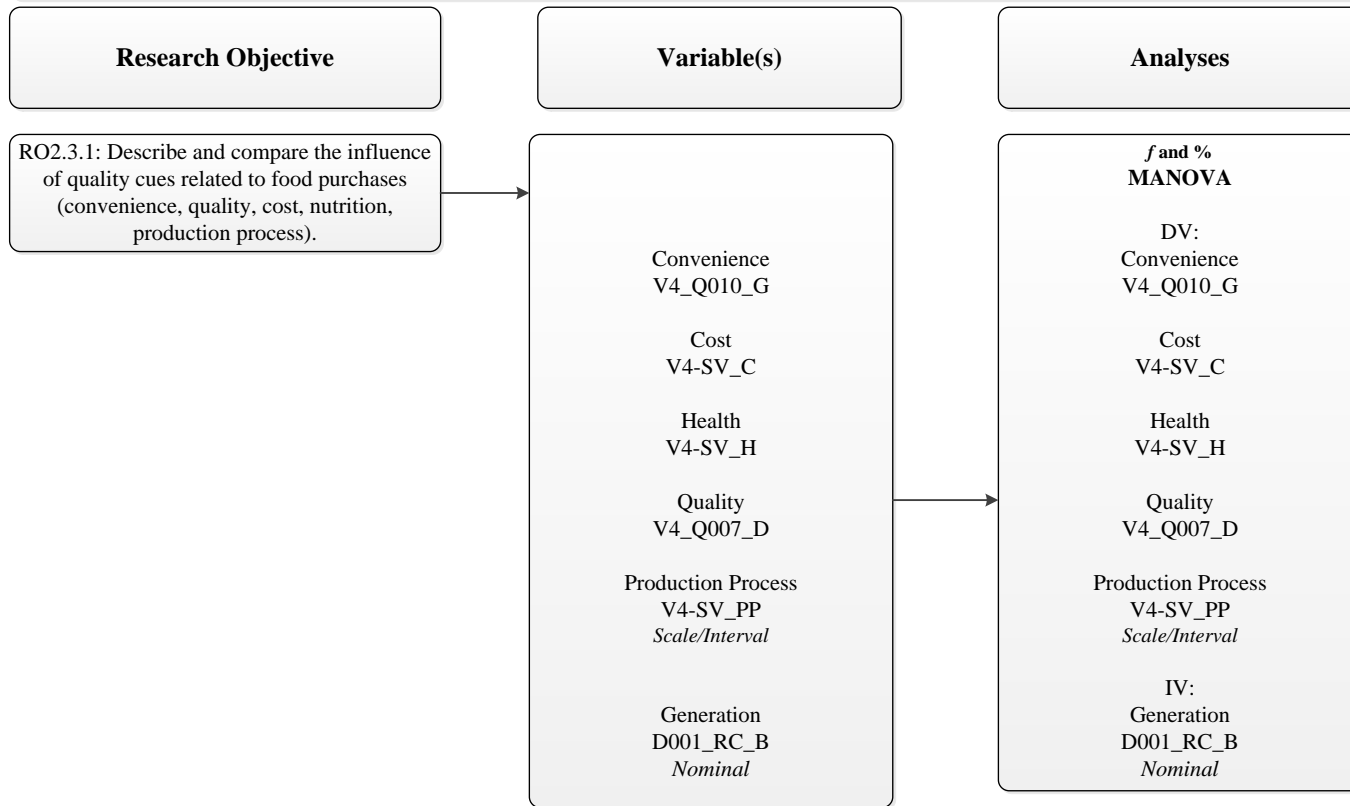 Research Objective
Variable(s)
Analyses
RO2.3.1: Describe and compare the influence
of quality cues related to food purchases
(convenience, quality, cost, nutrition,
production process).
Convenience
V4_Q010_G
Cost
V4-SV_C
Health
V4-SV_H
Quality
V4_Q007_D
Production Process
V4-SV_PP
Scale/Interval
Generation
D001_RC_B
Nominal
f and %
MANOVA
DV:
Convenience
V4_Q010_G
Cost
V4-SV_C
Health
V4-SV_H
Quality
V4_Q007_D
Production Process
V4-SV_PP
Scale/Interval
IV:
Generation
D001_RC_B
Nominal